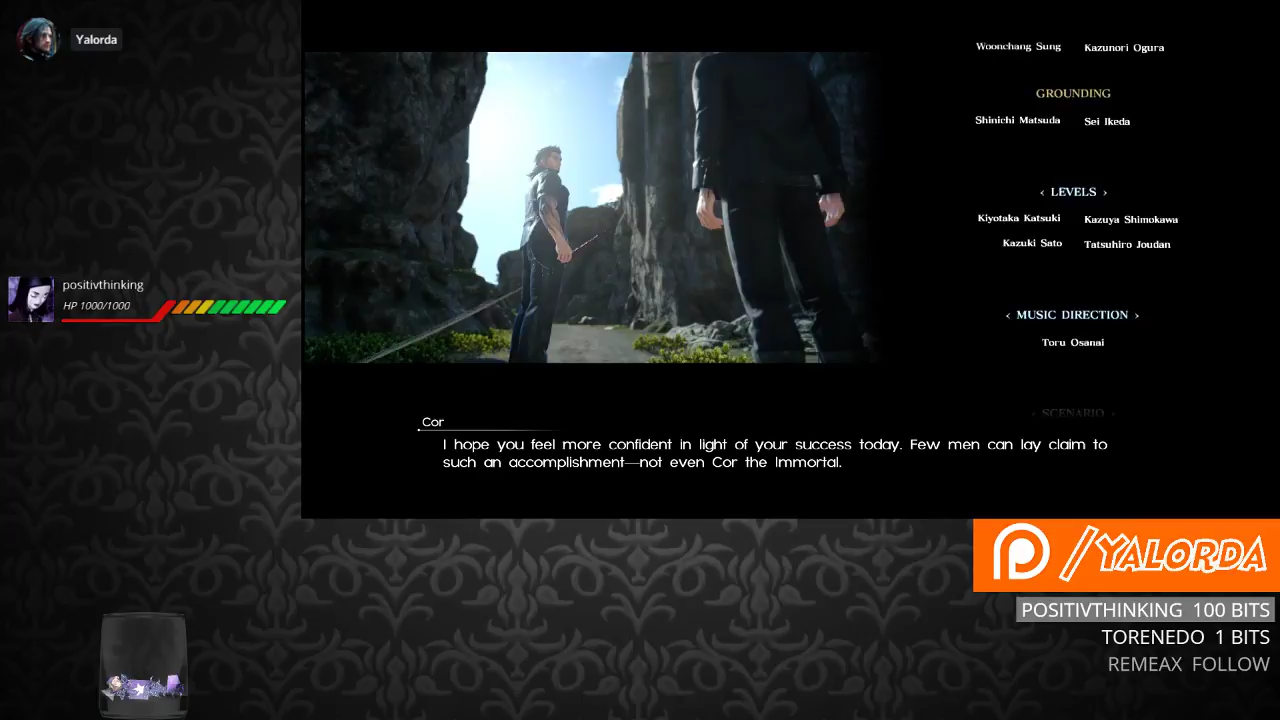 Yalorda
positivthinking
HP 1000/1000
Woonchang Sung Kazunori Ogura
GROUNDING
Shinichi Matsuda Sei Ikeda
‹ LEVELS ›
Kiyotaka Katsuki Kazuya Shimokawa
Kazuki Sato Tatsuhiro Joudan
‹ MUSIC DIRECTION ›
Toru Osanai
‹ SCENARIO ›
Cor
I hope you feel more confident in light of your success today. Few men can lay claim to
such an accomplishment—not even Cor the Immortal.
/YALORDA
POSITIVTHINKING 100 BITS
TORENEDO 1 BITS
REMEAX FOLLOW